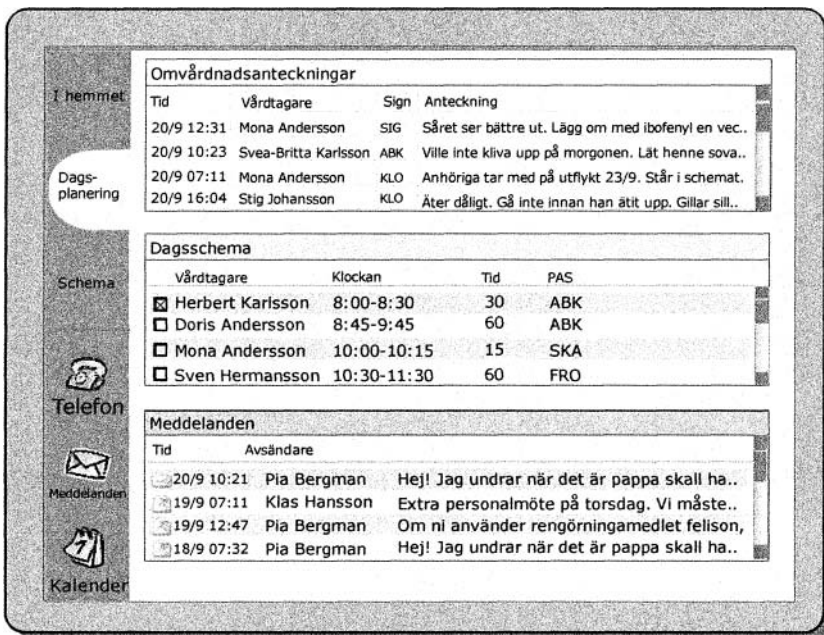 I hemmet
Dags-
planering
Schema
Telefon
Meddelanden
Kalender
Omvårdnadsanteckningar
Tid Vårdtagare Sign Anteckning
20/9 12:31 Mona Andersson SIG Såret ser bättre ut. Lägg om med ibofenyl en vec..
20/9 10:23 Svea-Britta Karlsson ABK Ville inte kliva upp på morgonen. Lät henne sova..
20/9 07:11 Mona Andersson KLO Anhöriga tar med på utflykt 23/9. Står i schemat.
20/9 16:04 Stig Johansson KLO Äter dåligt. Gå inte innan han ätit upp. Gillar sill..
Dagsschema
Vårdtagare Klockan Tid PAS
Herbert Karlsson 8:00-8:30 30 ABK
Doris Andersson 8:45-9:45 60 ABK
Mona Andersson 10:00-10:15 15 SKA
Sven Hermansson 10:30-11:30 60 FRO
Meddelanden
Tid Avsändare
20/9 10:21 Pia Bergman Hej! Jag undrar när det är pappa skall ha..
19/9 07:11 Klas Hansson Extra personalmöte på torsdag. Vi måste..
19/9 12:47 Pia Bergman Om ni använder rengörningamedlet felison,
18/9 07:32 Pia Bergman Hej! Jag undrar när det är pappa skall ha..